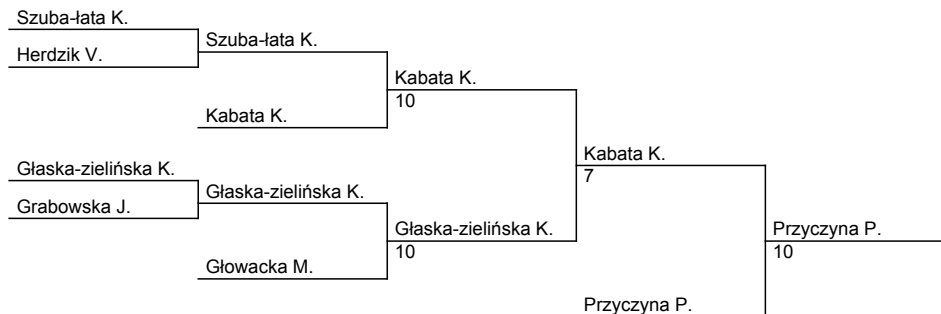 Szuba-łata K.
Herdzik V.
Szuba-łata K.
Kabata K.
Kabata K.
10
Głaska-zielińska K.
Grabowska J.
Głaska-zielińska K.
Głowacka M.
Głaska-zielińska K.
10
Kabata K.
7
Przyczyna P.
Przyczyna P.
10